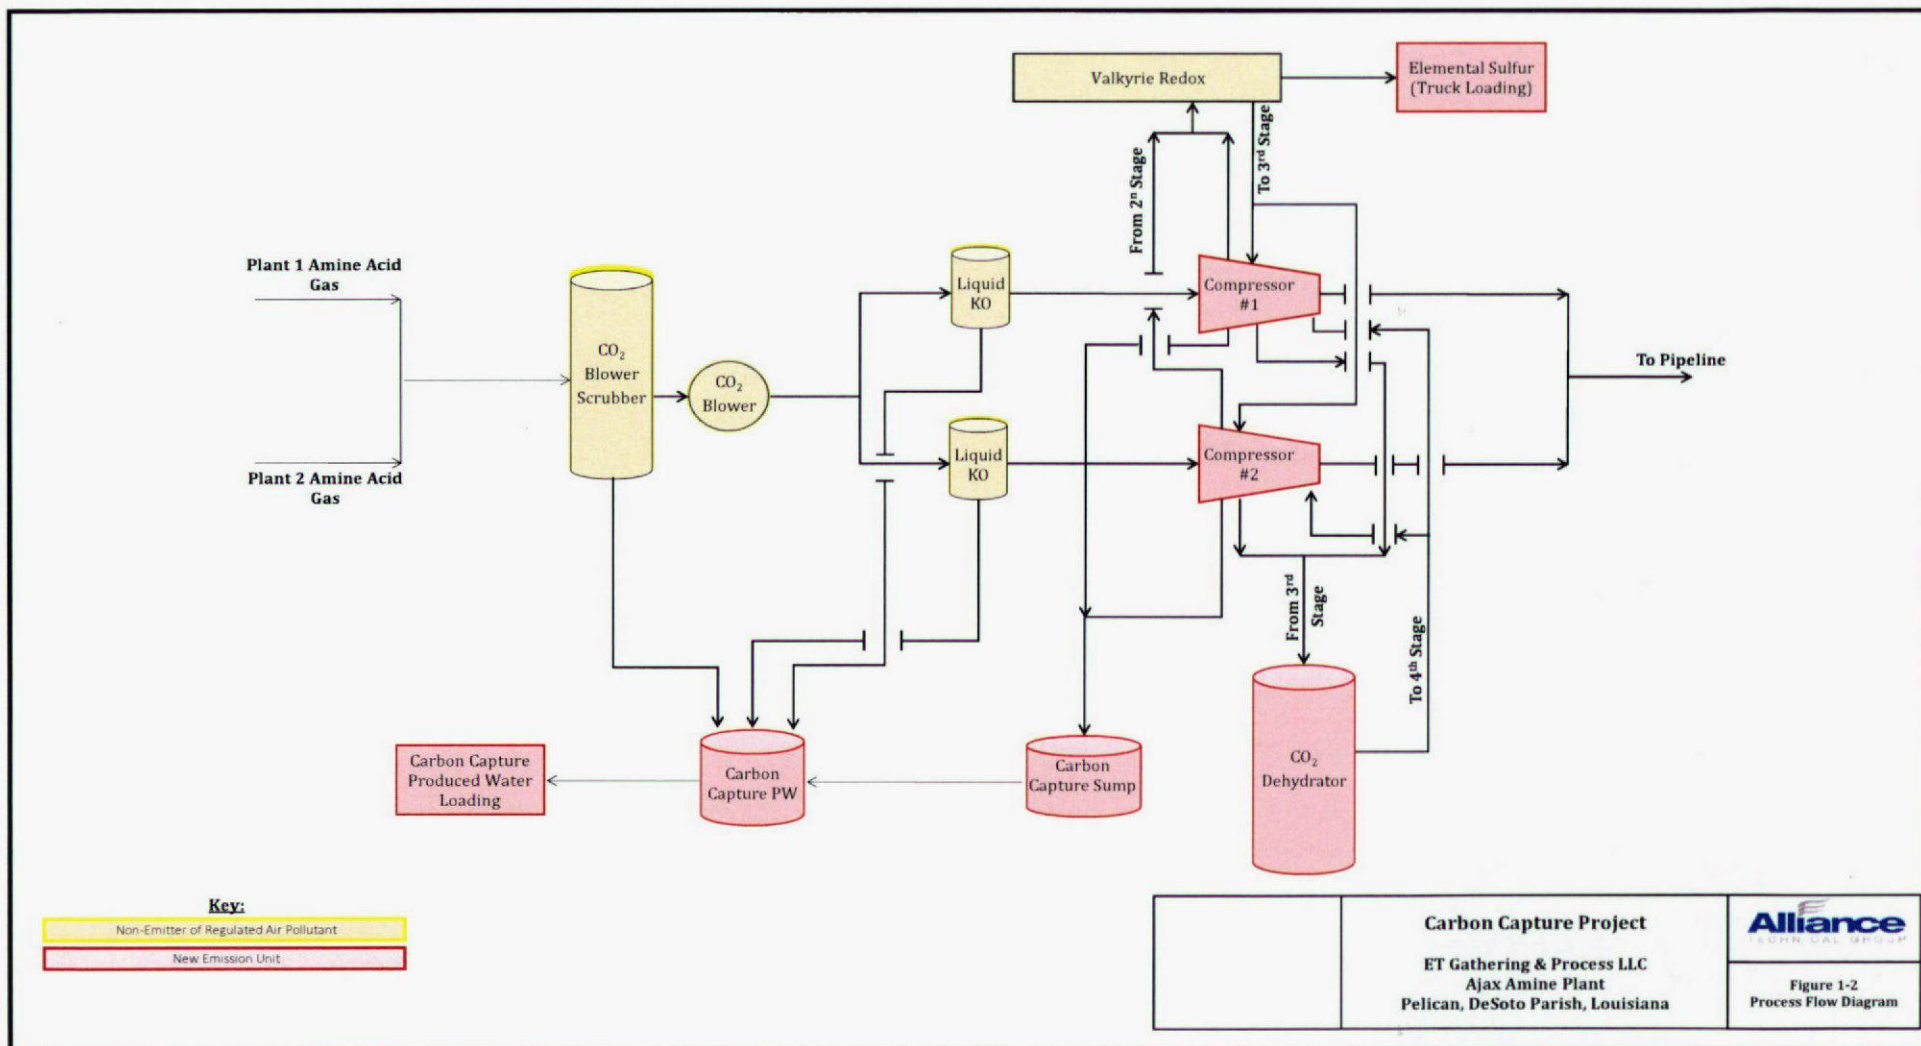 Valkyrie Redox
Elemental Sulfur
(Truck Loading)
From 2ⁿ Stage
To 3ʳᵈ Stage
Plant 1 Amine Acid
Gas
Plant 2 Amine Acid
Gas
CO₂
Blower
Scrubber
CO₂
Blower
Liquid
KO
Liquid
KO
Compressor
#1
Compressor
#2
To Pipeline
From 3ʳᵈ
Stage
To 4ᵗʰ Stage
Carbon Capture
Produced Water
Loading
Carbon
Capture PW
Carbon
Capture Sump
CO₂
Dehydrator
Key:
Non-Emitter of Regulated Air Pollutant
New Emission Unit
Carbon Capture Project
ET Gathering & Process LLC
Ajax Amine Plant
Pelican, DeSoto Parish, Louisiana
Alliance
TECHNICAL GROUP
Figure 1-2
Process Flow Diagram